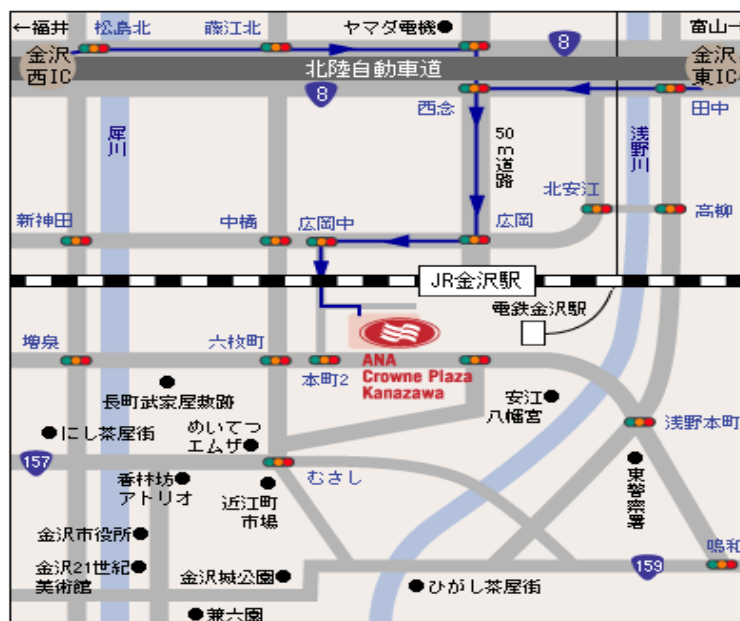 ←福井
松島北
藤江北
ヤマダ電機
富山→
8
金沢
西IC
北陸自動車道
金沢
東IC
8
西念
田中
犀川
50m道路
浅野川
北安江
新神田
中橋
広岡中
広岡
高柳
JR金沢駅
電鉄金沢駅
増泉
六枚町
本町2
ANA
Crowne Plaza
Kanazawa
安江
八幡宮
長町武家屋敷跡
にし茶屋街
めいてつ
エムザ
浅野本町
157
香林坊
アトリオ
近江町
市場
むさし
東警察署
金沢市役所
鳴和
金沢21世紀
美術館
金沢城公園
ひがし茶屋街
159
兼六園